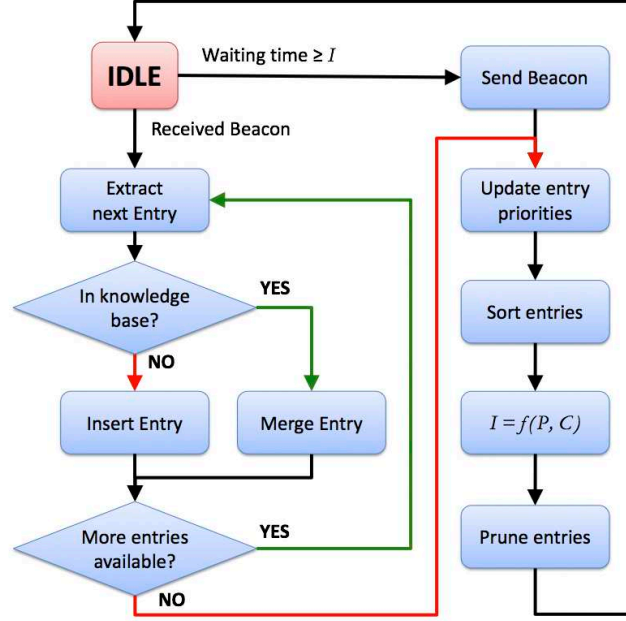 IDLE
Waiting time ≥ I
Send Beacon
Received Beacon
Extract
next Entry
Update entry
priorities
In knowledge
base?
YES
NO
Sort entries
Insert Entry
Merge Entry
I = f(P, C)
More entries
available?
YES
NO
Prune entries